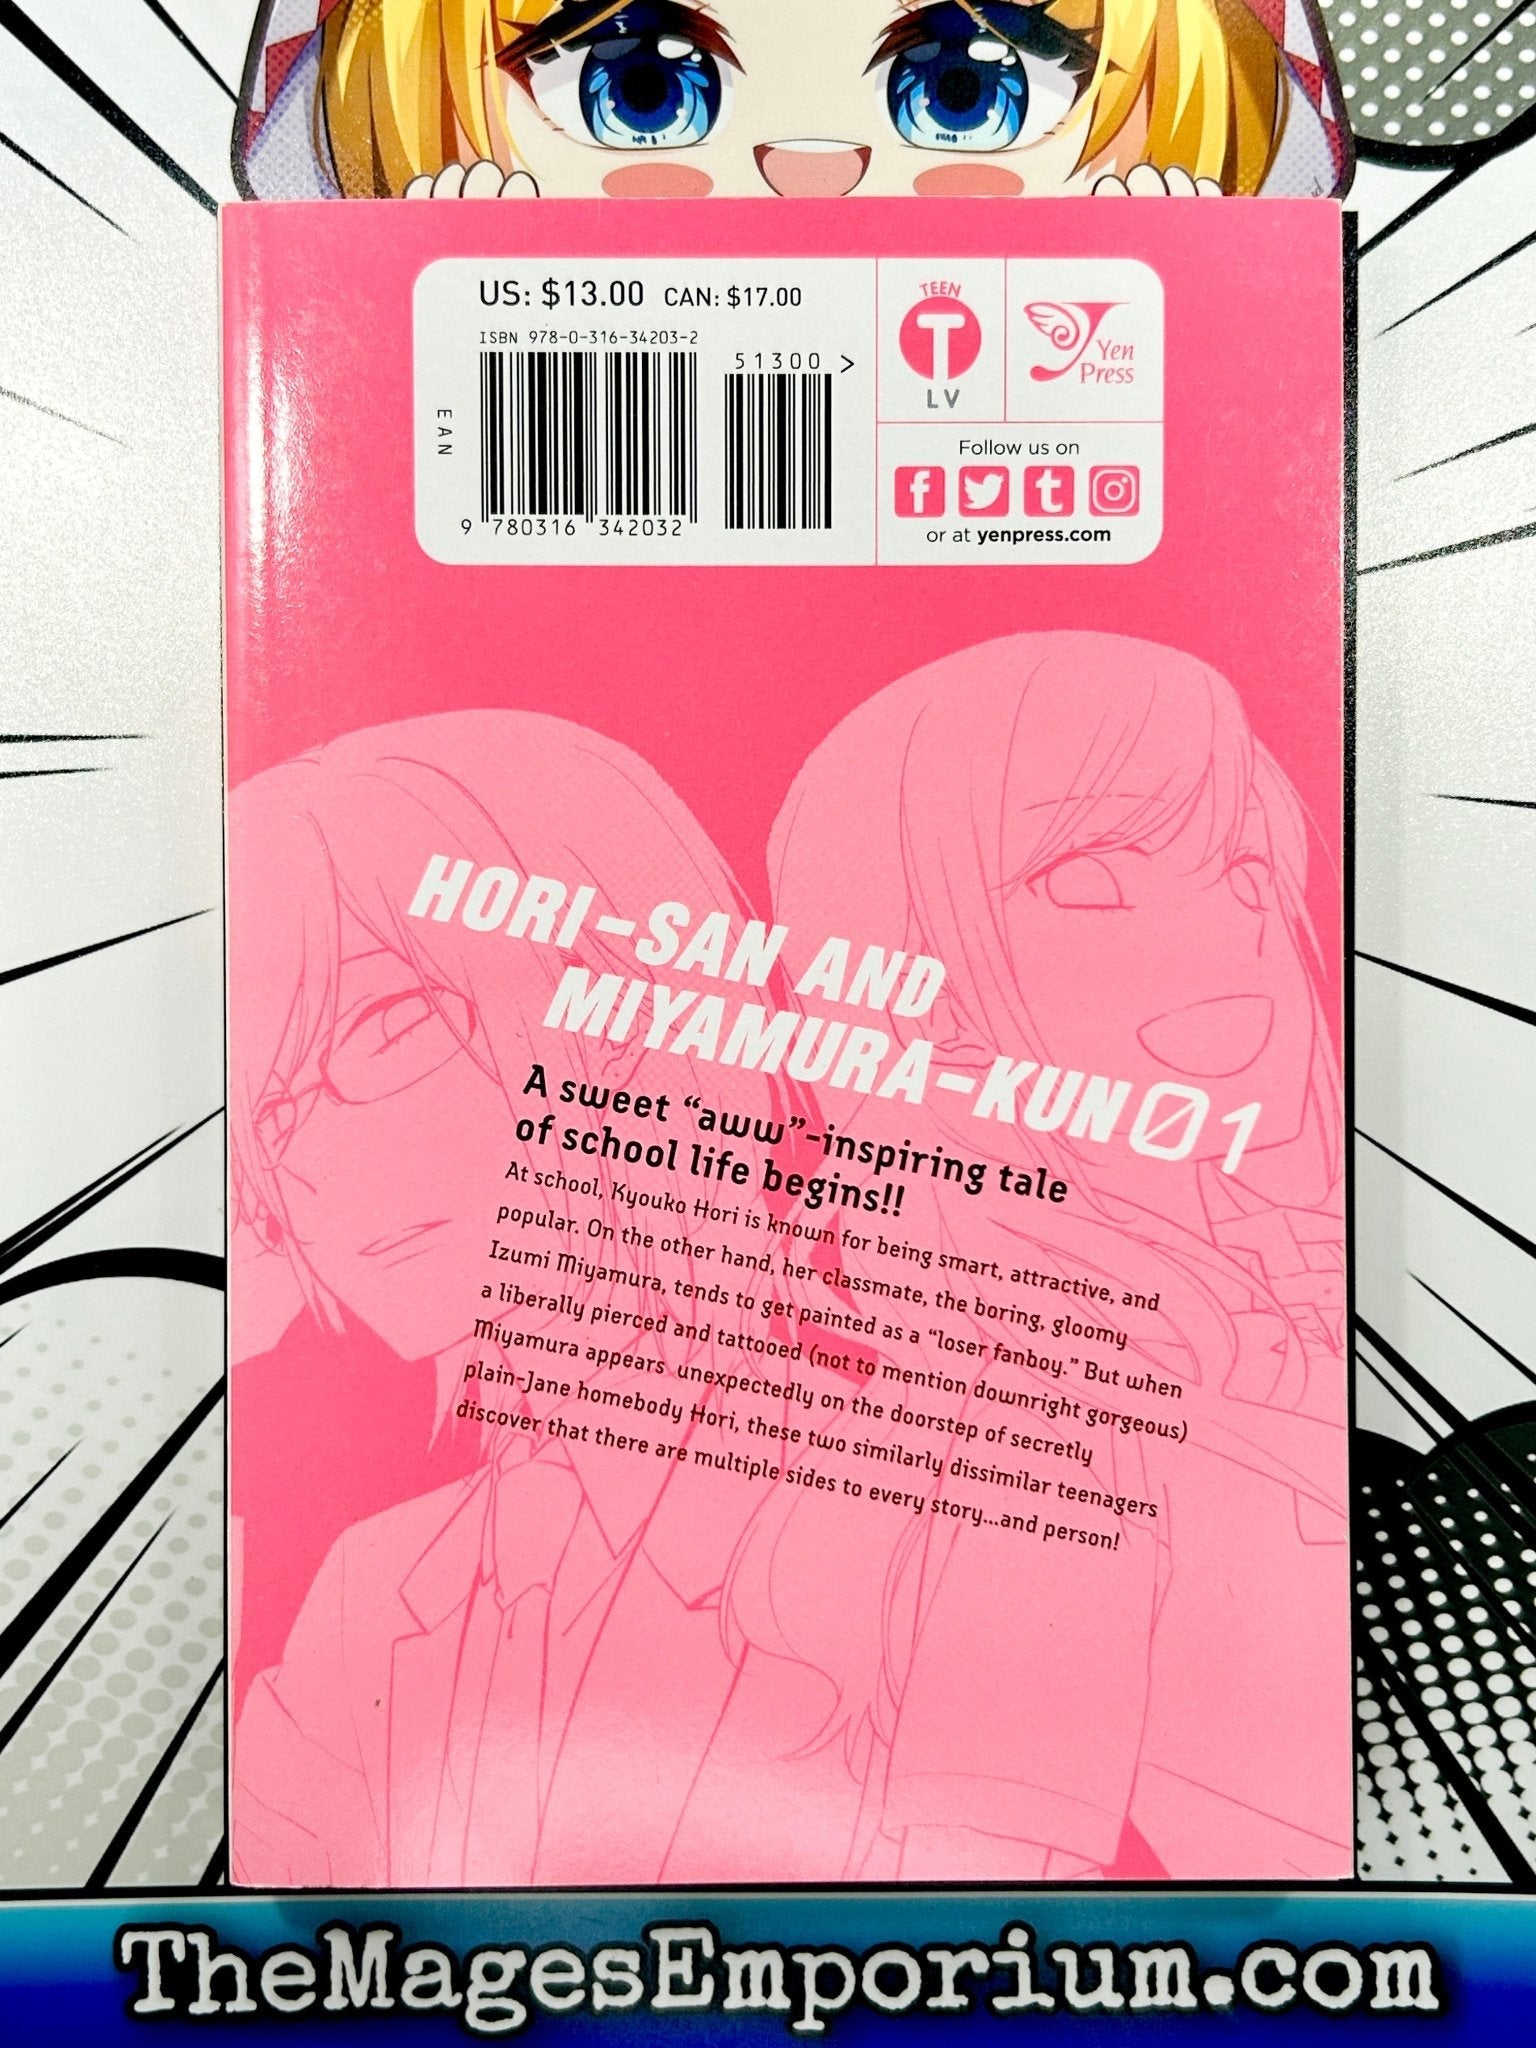 US: $13.00 CAN: $17.00
ISBN 978-0-316-34203-2
51300 >
EAN
9 780316 342032
TEEN
T
LV
Yen
Press
Follow us on
or at yenpress.com
HORI-SAN AND
MIYAMURA-KUN 01
A sweet “aww”-inspiring tale
of school life begins!!
At school, Kyouko Hori is known for being smart, attractive, and
popular. On the other hand, her classmate, the boring, gloomy
Izumi Miyamura, tends to get painted as a “loser fanboy.” But when
a liberally pierced and tattooed (not to mention downright gorgeous)
Miyamura appears unexpectedly on the doorstep of secretly
plain-Jane homebody Hori, these two similarly dissimilar teenagers
discover that there are multiple sides to every story...and person!
TheMagesEmporium.com